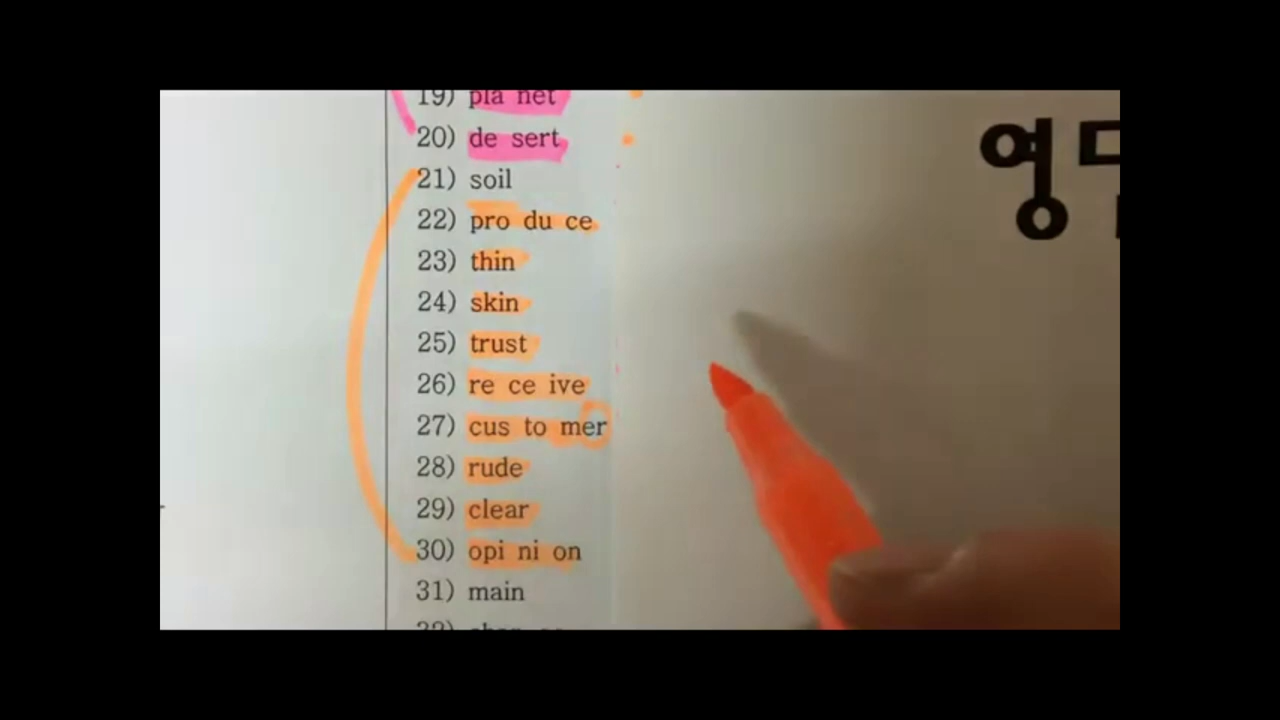 19) pla net
20) de sert
21) soil
22) pro du ce
23) thin
24) skin
25) trust
26) re ce ive
27) cus to mer
28) rude
29) clear
30) opi ni on
31) main
영